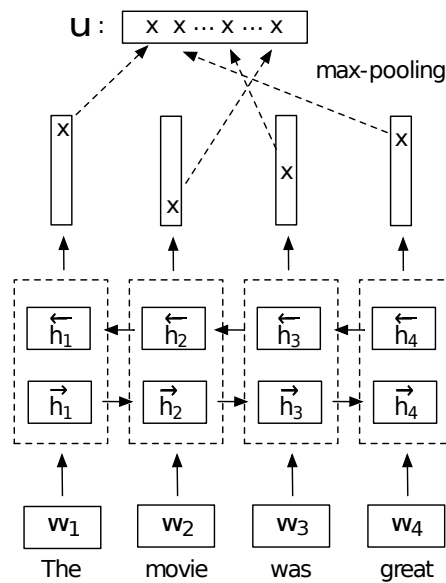 u : x x ... x ... x
max-pooling
x x x x
←h₁ ←h₂ ←h₃ ←h₄
→h₁ →h₂ →h₃ →h₄
w₁ w₂ w₃ w₄
The movie was great